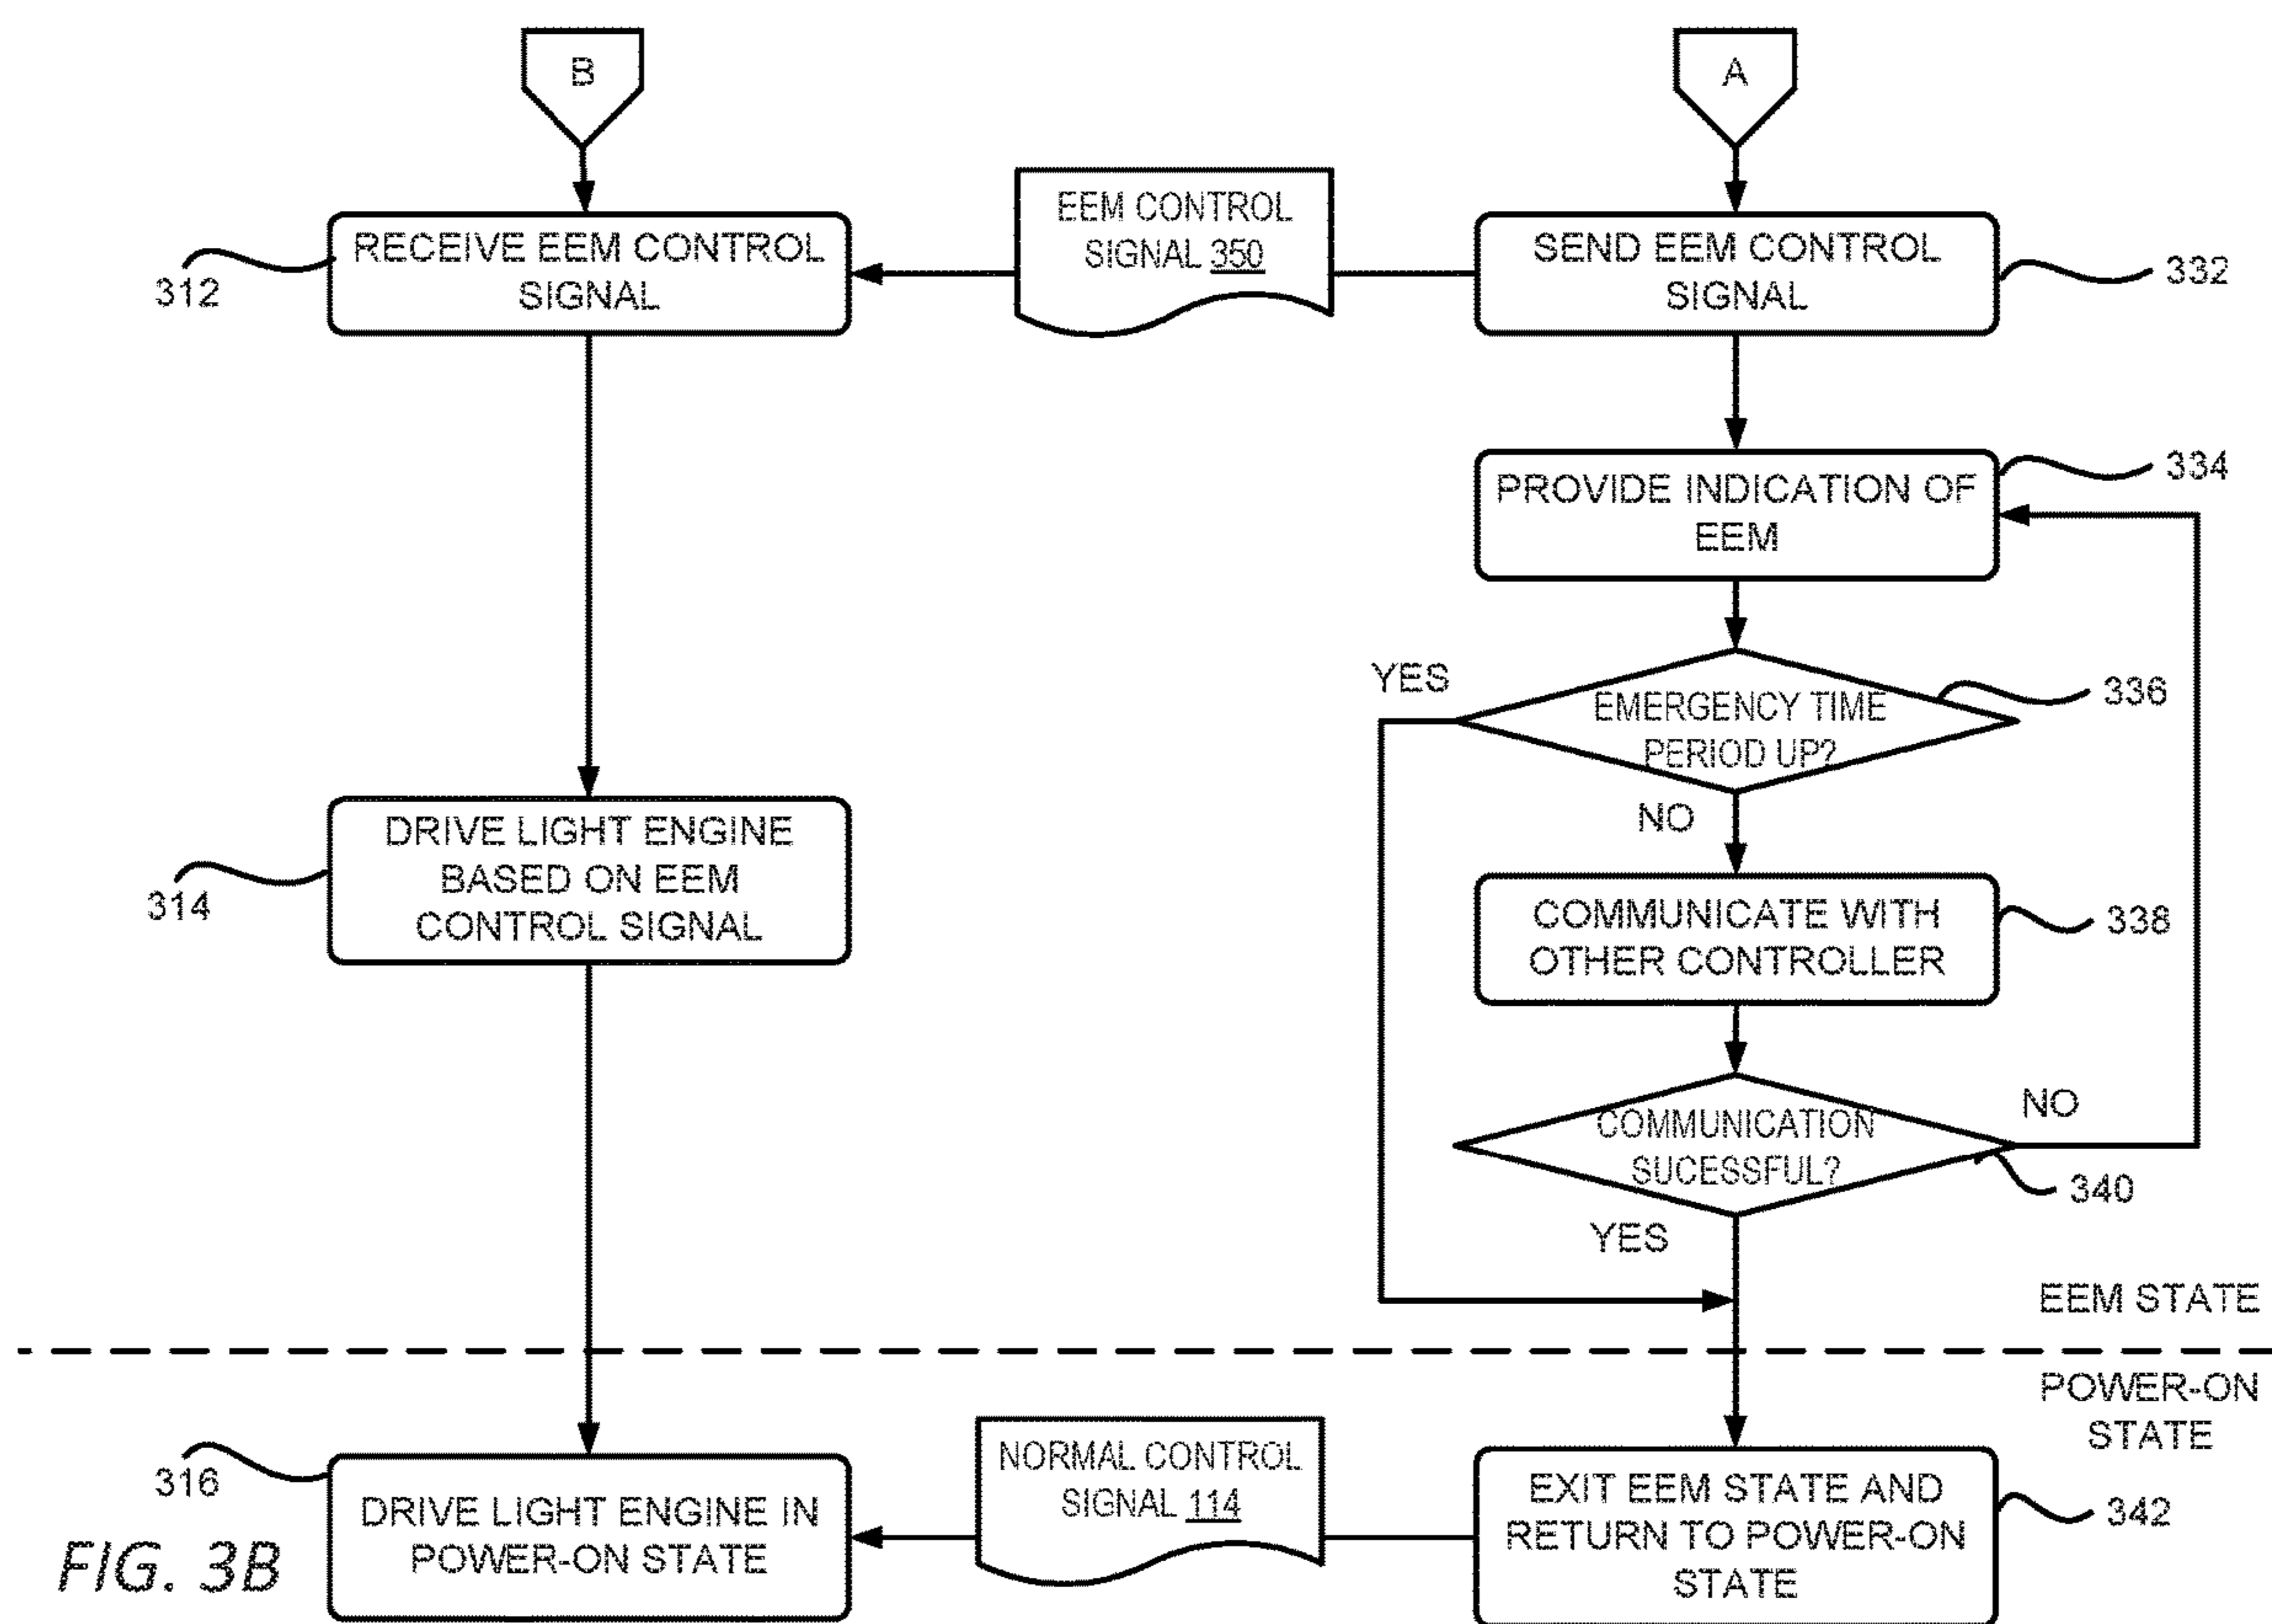 B
A
EEM CONTROL
SIGNAL 350
RECEIVE EEM CONTROL
SIGNAL
312
SEND EEM CONTROL
SIGNAL
332
PROVIDE INDICATION OF
EEM
334
YES
EMERGENCY TIME
PERIOD UP?
336
NO
DRIVE LIGHT ENGINE
BASED ON EEM
CONTROL SIGNAL
314
COMMUNICATE WITH
OTHER CONTROLLER
338
COMMUNICATION
SUCESSFUL?
NO
340
YES
EEM STATE
POWER-ON
STATE
316
DRIVE LIGHT ENGINE IN
POWER-ON STATE
NORMAL CONTROL
SIGNAL 114
EXIT EEM STATE AND
RETURN TO POWER-ON
STATE
342
FIG. 3B